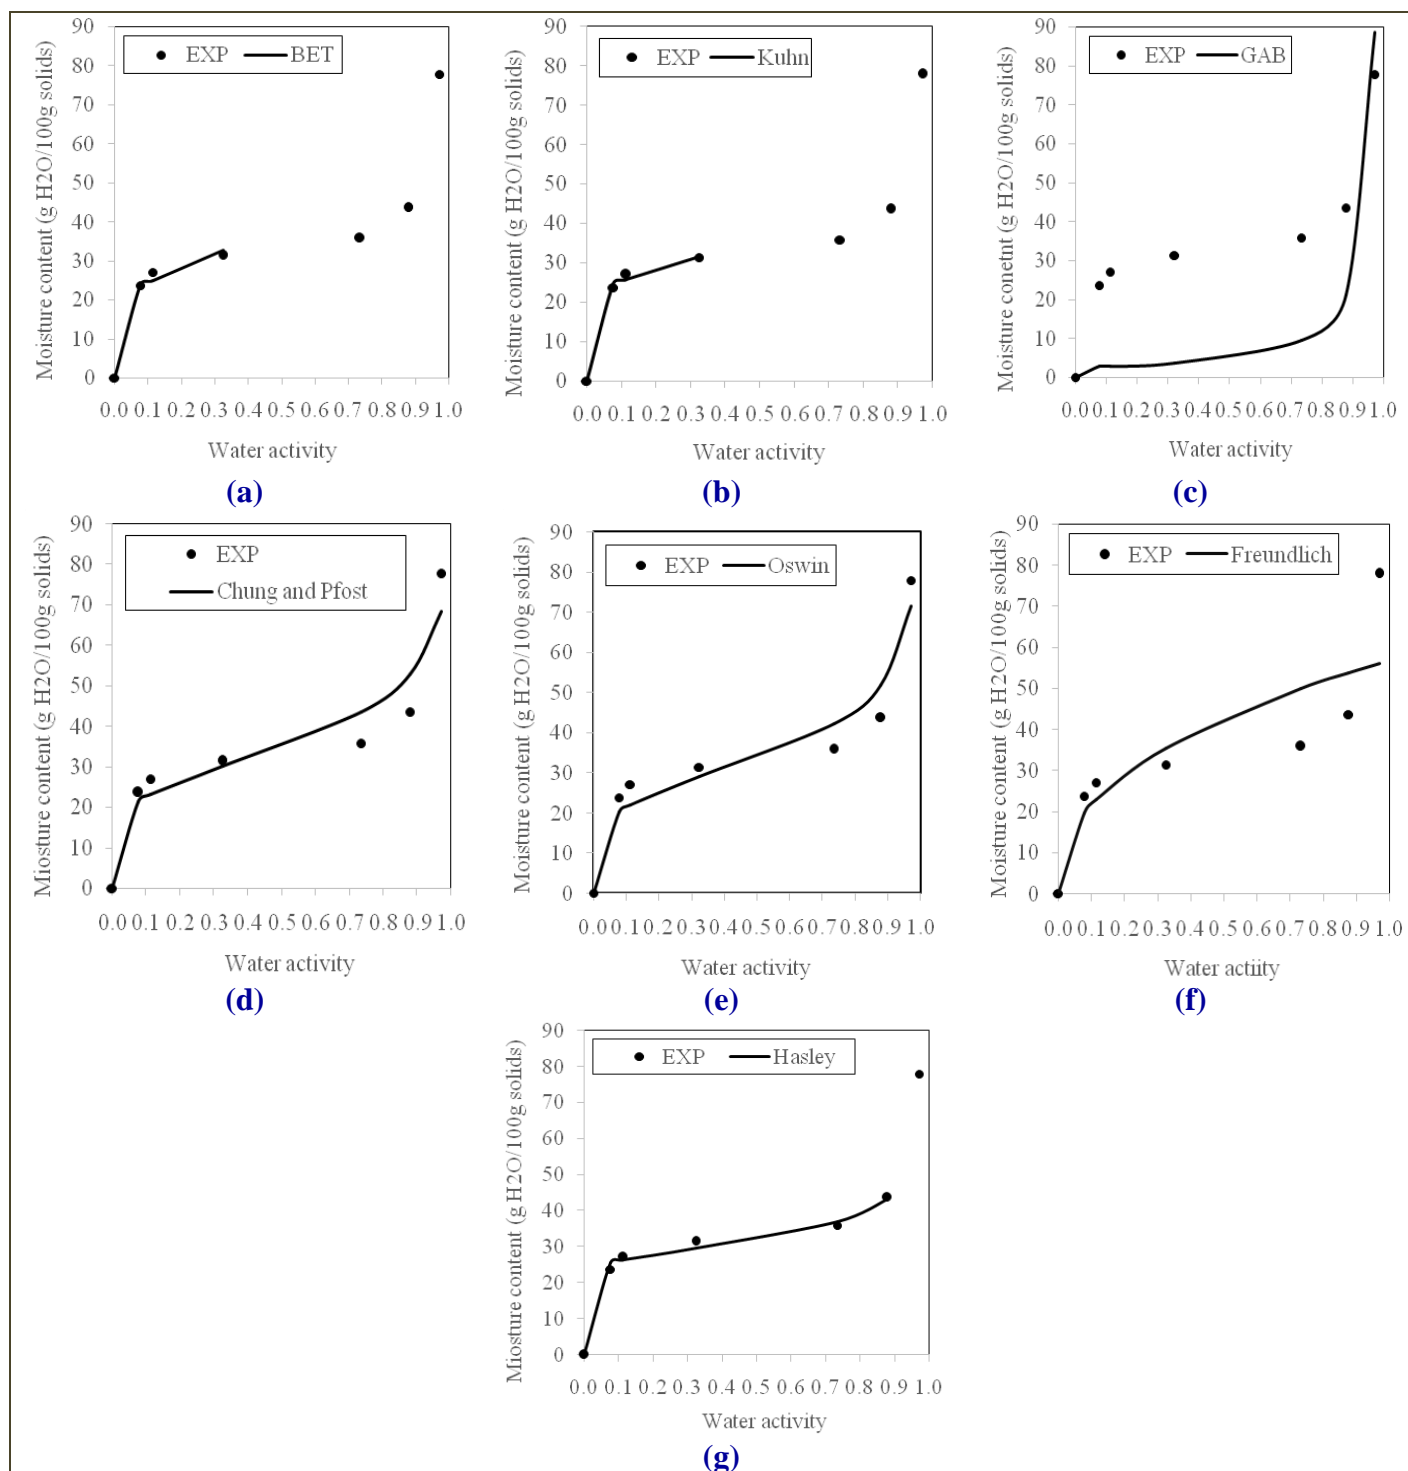 Moisture content (g H2O/100g solids)
90
80
70
60
50
40
30
20
10
0
EXP BET
0.0 0.1 0.2 0.3 0.4 0.5 0.6 0.7 0.8 0.9 1.0
Water activity
(a)
Moisture content (g H2O/100g solids)
90
80
70
60
50
40
30
20
10
0
EXP Kuhn
0.0 0.1 0.2 0.3 0.4 0.5 0.6 0.7 0.8 0.9 1.0
Water activity
(b)
Moisture conetnt (g H2O/100g solids)
90
80
70
60
50
40
30
20
10
0
EXP GAB
0.0 0.1 0.2 0.3 0.4 0.5 0.6 0.7 0.8 0.9 1.0
Water activity
(c)
Miosture content (g H2O/100g solids)
90
80
70
60
50
40
30
20
10
0
EXP
Chung and Pfost
0.0 0.1 0.2 0.3 0.4 0.5 0.6 0.7 0.8 0.9 1.0
Water activity
(d)
Moisture content (g H2O/100g solids)
90
80
70
60
50
40
30
20
10
0
EXP Oswin
0.0 0.1 0.2 0.3 0.4 0.5 0.6 0.7 0.8 0.9 1.0
Water activity
(e)
Moisture content (g H2O/100g solids)
90
80
70
60
50
40
30
20
10
0
EXP Freundlich
0.0 0.1 0.2 0.3 0.4 0.5 0.6 0.7 0.8 0.9 1.0
Water actiity
(f)
Miosture content (g H2O/100g solids)
90
80
70
60
50
40
30
20
10
0
EXP Hasley
0.0 0.1 0.2 0.3 0.4 0.5 0.6 0.7 0.8 0.9 1.0
Water activity
(g)